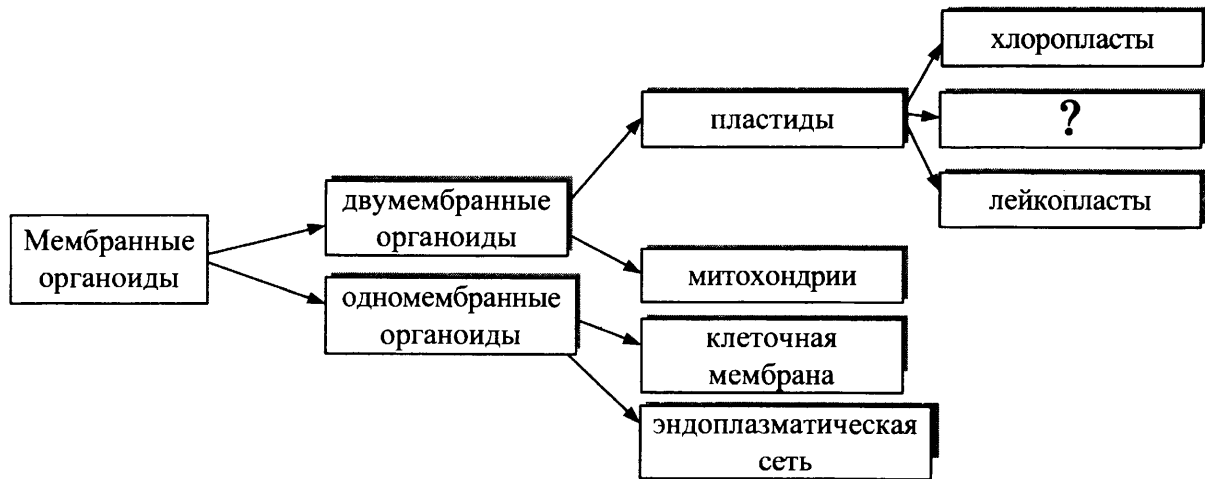 хлоропласты
пластиды
?
двумембранные
органоиды
лейкопласты
Мембранные
органоиды
митохондрии
одномембранные
органоиды
клеточная
мембрана
эндоплазматическая
сеть